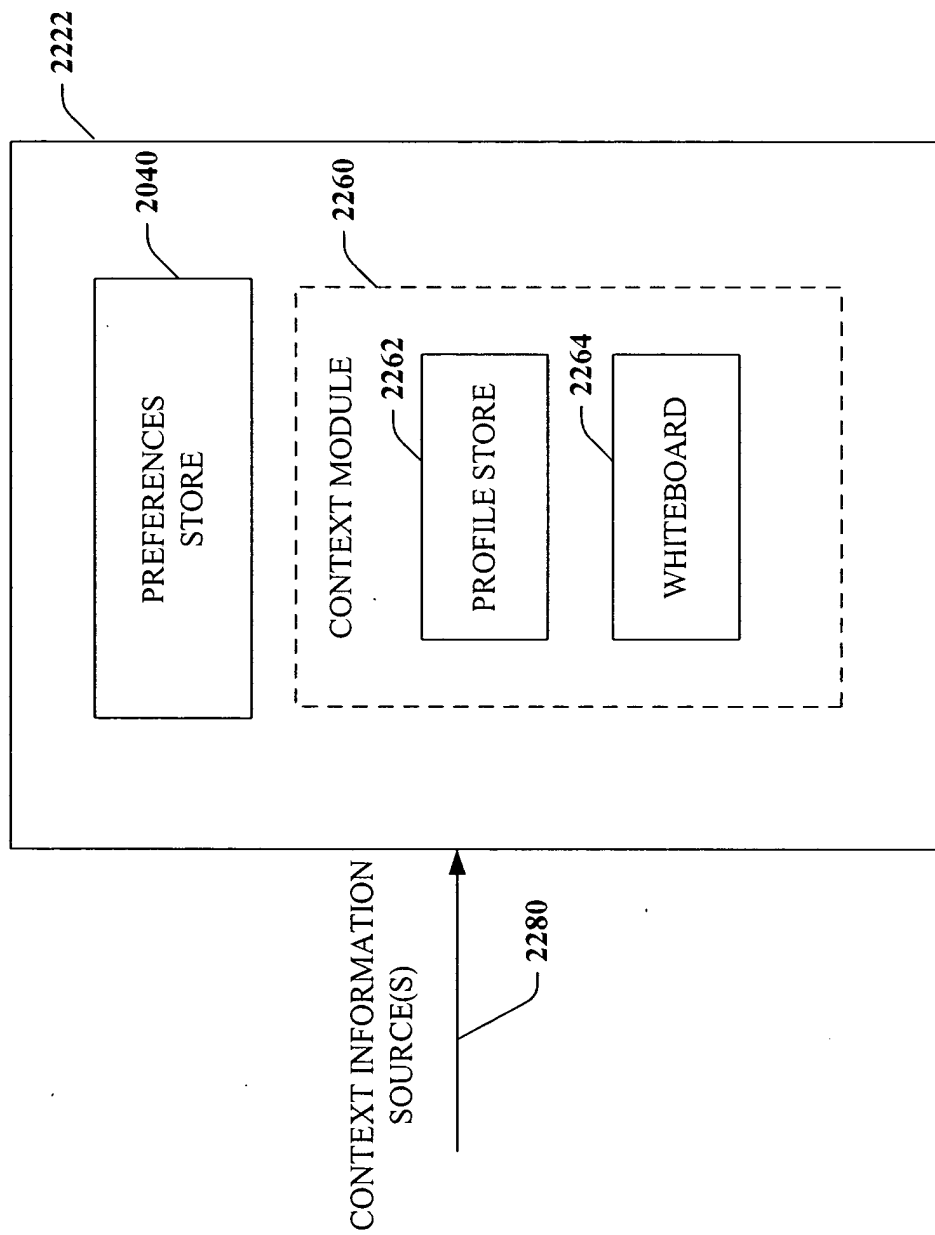 2222
2040
PREFERENCES
STORE
2260
CONTEXT MODULE
2262
PROFILE STORE
2264
WHITEBOARD
CONTEXT INFORMATION
SOURCE(S)
2280